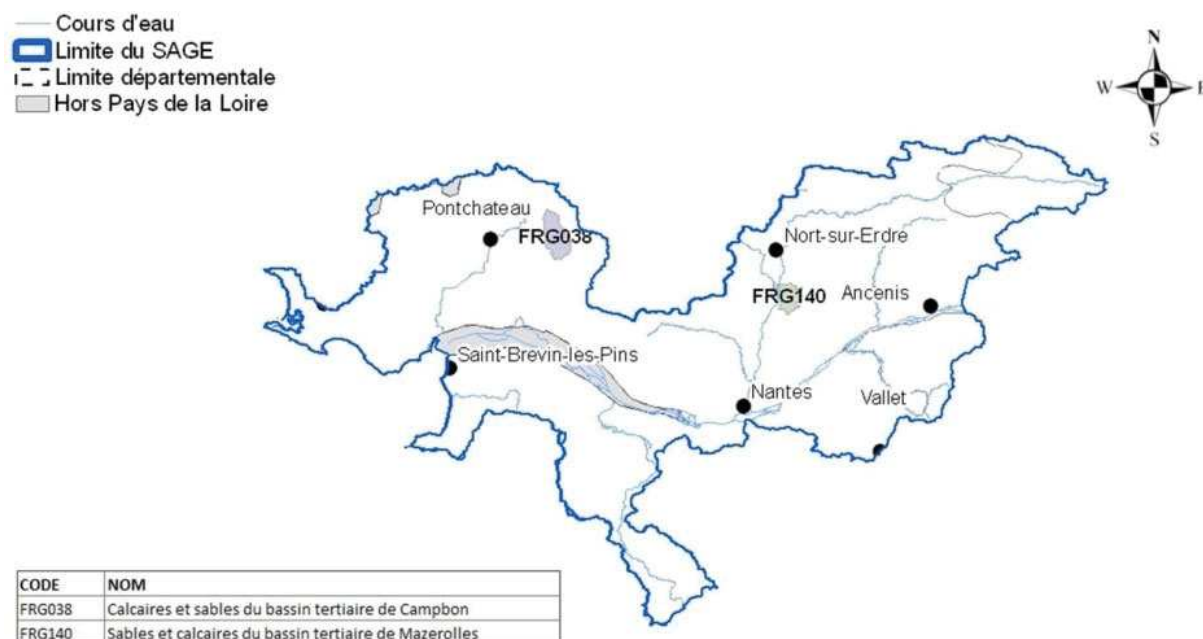 Cours d'eau
Limite du SAGE
Limite départementale
Hors Pays de la Loire
N
W E
S
Pontchateau
FRG038
Nort-sur-Erdre
FRG140
Ancenis
Saint-Brevin-les-Pins
Nantes
Vallet
CODE NOM
FRG038 Calcaires et sables du bassin tertiaire de Campbon
FRG140 Sables et calcaires du bassin tertiaire de Mazerolles